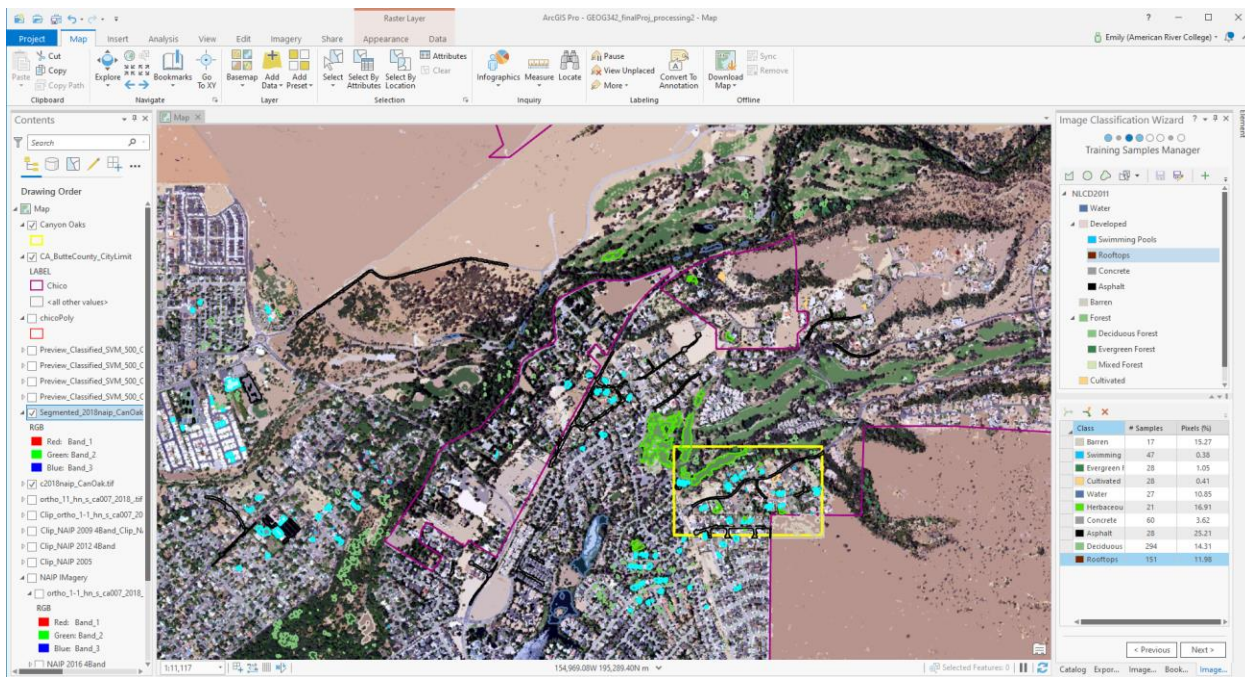 Raster Layer
ArcGIS Pro - GEOG342_finalProj_processing2 - Map
Project Map Insert Analysis View Edit Imagery Share Appearance Data
Emily (American River College)
Paste
Cut
Copy
Copy Path
Clipboard
Explore
Bookmarks
Go To XY
Navigate
Basemap
Add Data
Add Preset
Layer
Select
Select By Attributes
Select By Location
Attributes
Clear
Selection
Infographics
Measure
Locate
Inquiry
Pause
View Unplaced
More
Convert To Annotation
Labeling
Download Map
Sync
Remove
Offline
Contents
Search
Drawing Order
Map
Canyon Oaks
CA_ButteCounty_CityLimit
LABEL
Chico
<all other values>
chicoPoly
Preview_Classified_SVM_500_C
Preview_Classified_SVM_500_C
Preview_Classified_SVM_500_C
Preview_Classified_SVM_500_C
Segmented_2018naip_CanOak
RGB
Red: Band_1
Green: Band_2
Blue: Band_3
c2018naip_CanOak.tif
ortho_11_hn_s_ca007_2018_.tif
Clip_ortho_1-1_hn_s_ca007_20
Clip_NAIP 2009 4Band_Clip_NA
Clip_NAIP 2012 4Band
Clip_NAIP 2005
NAIP IMagery
ortho_1-1_hn_s_ca007_2018_
RGB
Red: Band_1
Green: Band_2
Blue: Band_3
NAIP 2016 4Band
Map
1:11,117
154,969.08W 195,289.40N
Selected Features: 0
Image Classification Wizard
Training Samples Manager
NLCD2011
Water
Developed
Swimming Pools
Rooftops
Concrete
Asphalt
Barren
Forest
Deciduous Forest
Evergreen Forest
Mixed Forest
Cultivated
Class # Samples Pixels (%)
Barren 17 15.27
Swimming 47 0.38
Evergreen F 28 1.05
Cultivated 28 0.41
Water 27 10.85
Herbaceou 21 16.91
Concrete 60 3.62
Asphalt 28 25.21
Deciduous 294 14.31
Rooftops 151 11.98
< Previous
Next >
Catalog Expor... Image... Book... Image...
Element